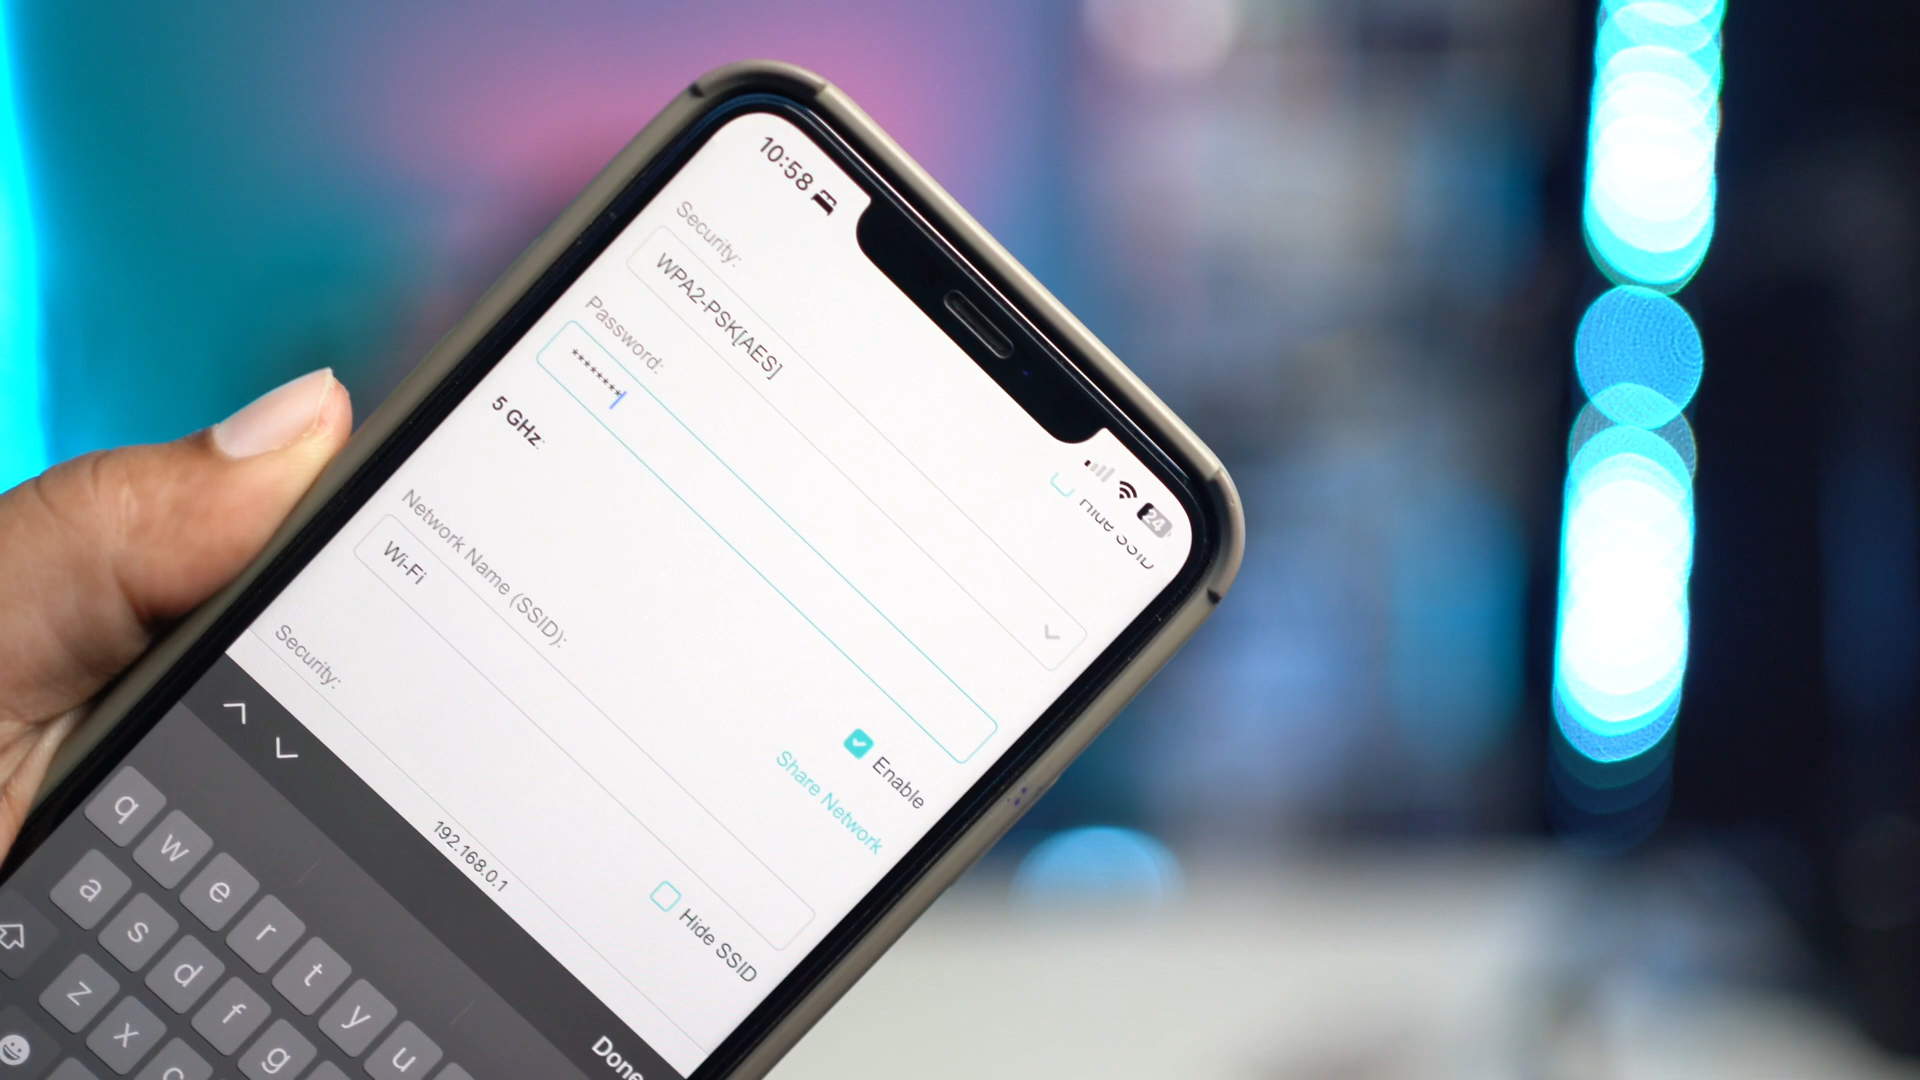 10:58
24
Hide SSID
Security:
WPA2-PSK[AES]
Password:
********
5 GHz:
Enable
Share Network
Network Name (SSID):
Wi-Fi
Hide SSID
Security:
192.168.0.1
Done
q w e r t y u
a s d f g
z x c